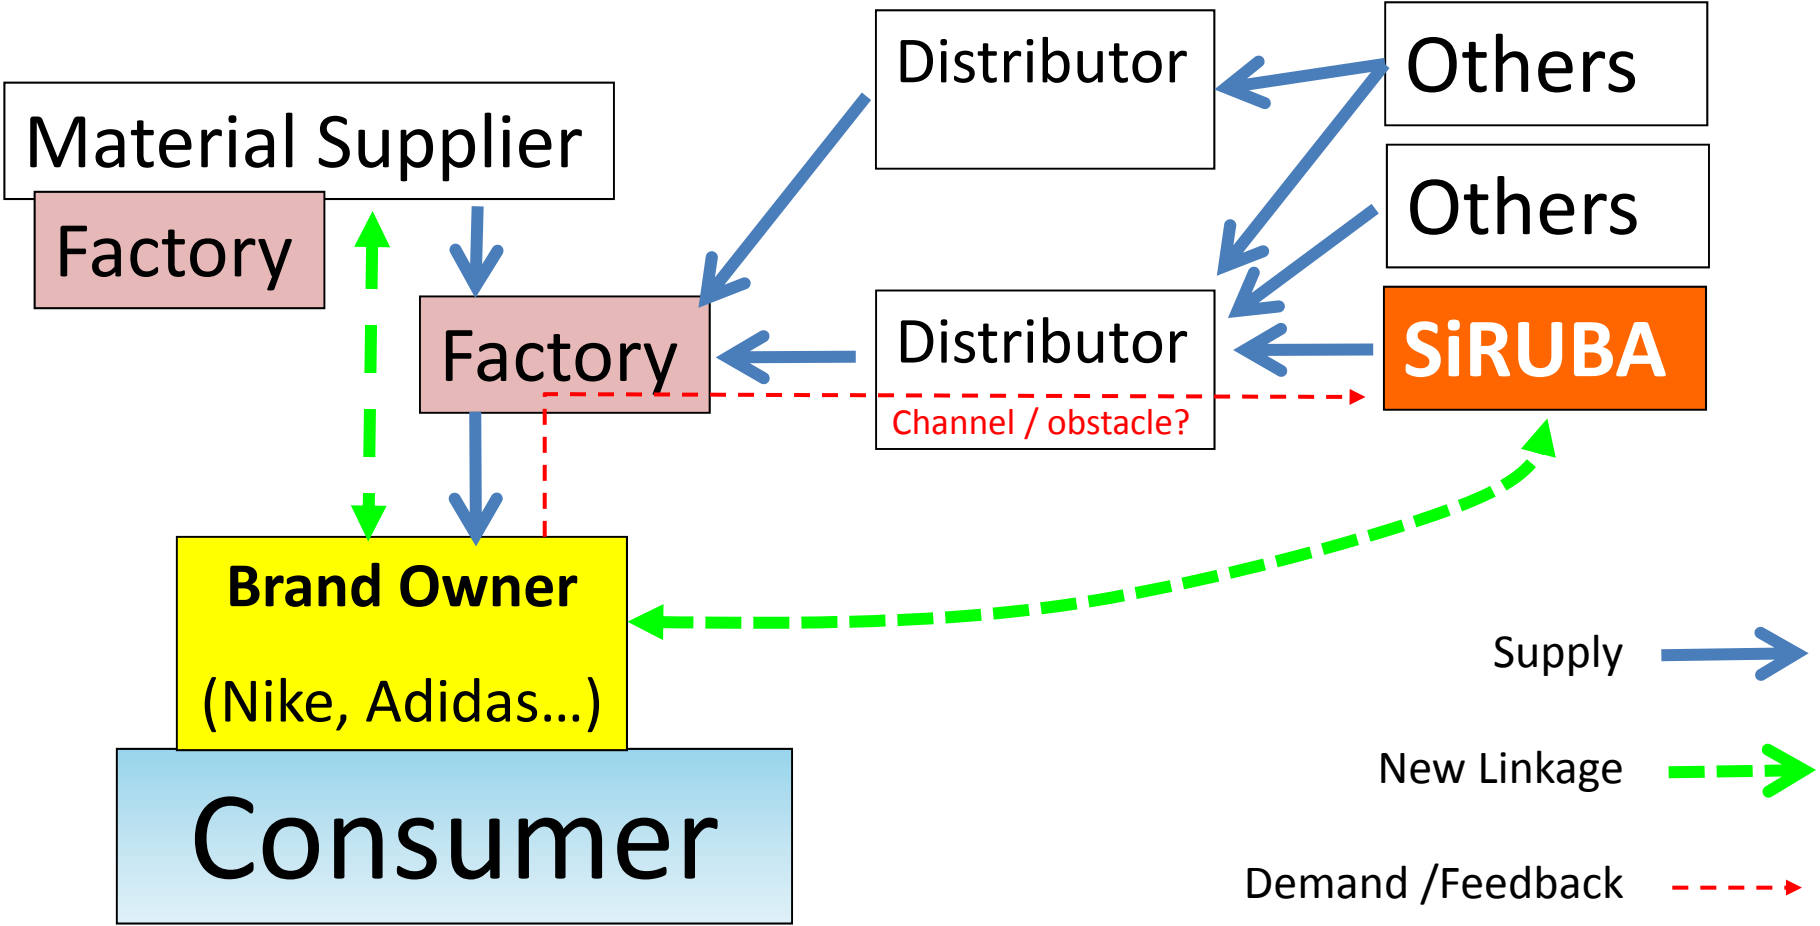 Distributor
Others
Material Supplier
Others
Factory
Factory
Distributor
SiRUBA
Channel / obstacle?
Brand Owner
(Nike, Adidas...)
Supply
New Linkage
Consumer
Demand /Feedback